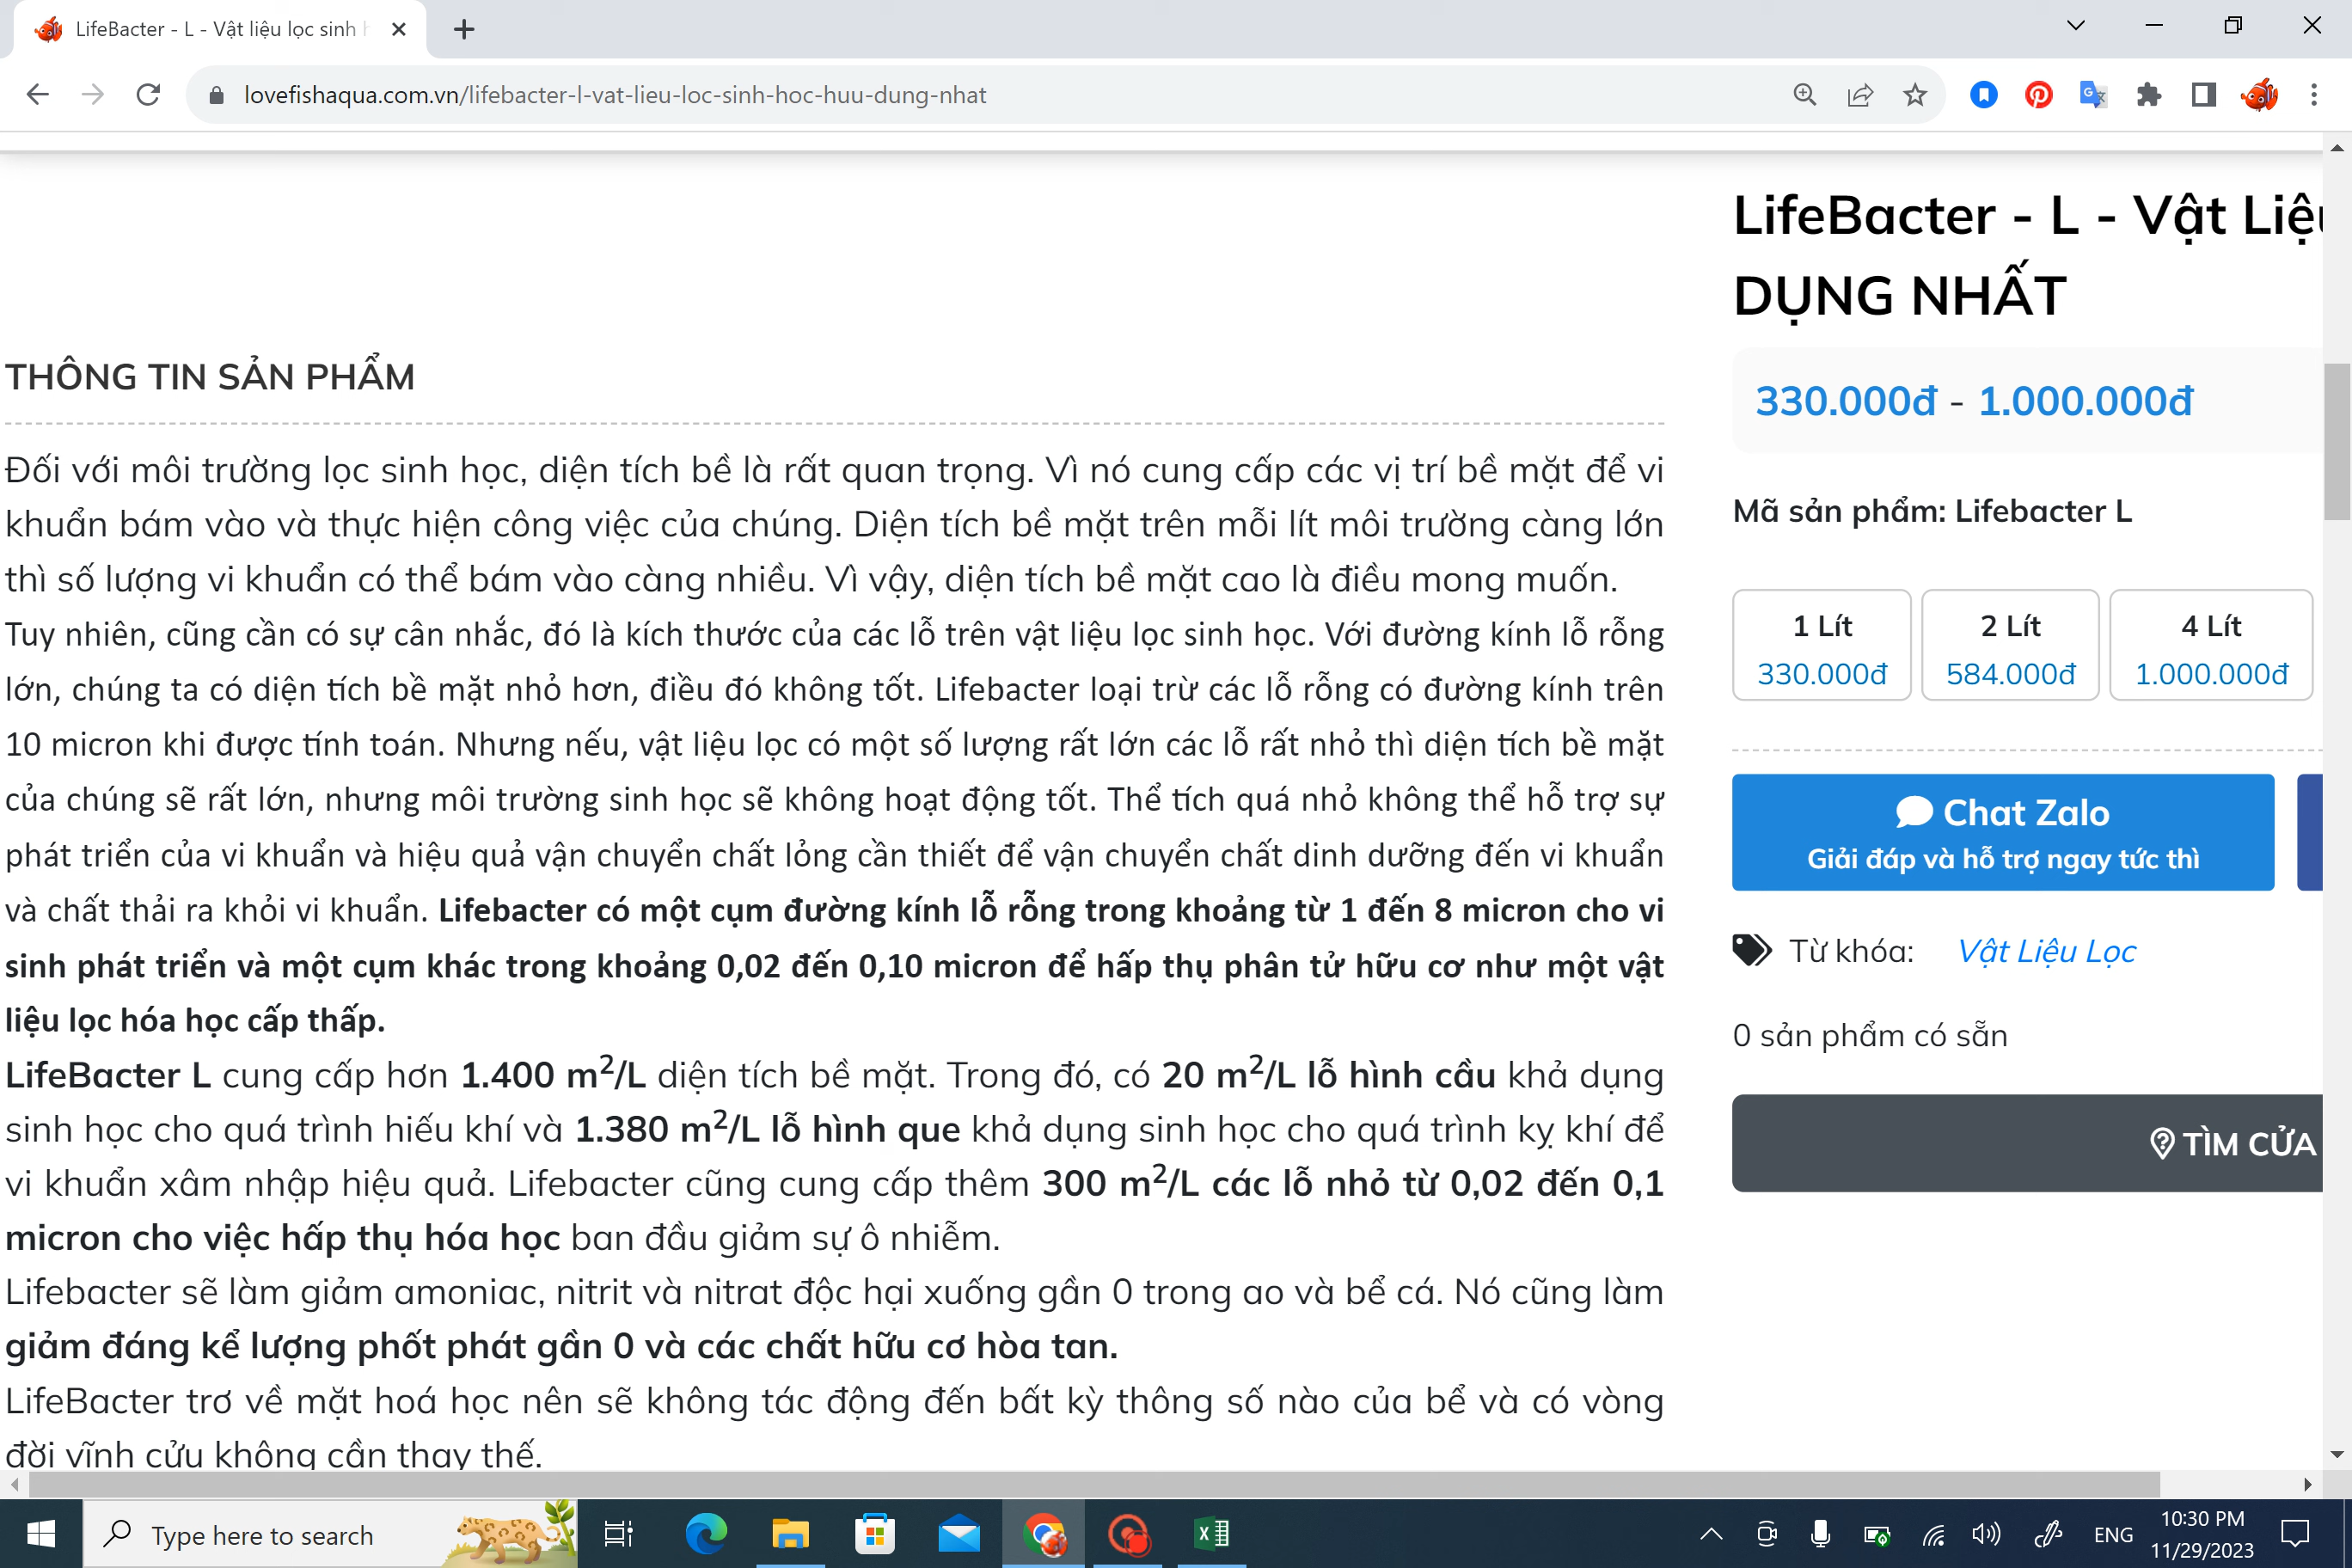 LifeBacter - L - Vật liệu lọc sinh
lovefishaqua.com.vn/lifebacter-l-vat-lieu-loc-sinh-hoc-huu-dung-nhat
THÔNG TIN SẢN PHẨM
Đối với môi trường lọc sinh học, diện tích bề là rất quan trọng. Vì nó cung cấp các vị trí bề mặt để vi
khuẩn bám vào và thực hiện công việc của chúng. Diện tích bề mặt trên mỗi lít môi trường càng lớn
thì số lượng vi khuẩn có thể bám vào càng nhiều. Vì vậy, diện tích bề mặt cao là điều mong muốn.
Tuy nhiên, cũng cần có sự cân nhắc, đó là kích thước của các lỗ trên vật liệu lọc sinh học. Với đường kính lỗ rỗng
lớn, chúng ta có diện tích bề mặt nhỏ hơn, điều đó không tốt. Lifebacter loại trừ các lỗ rỗng có đường kính trên
10 micron khi được tính toán. Nhưng nếu, vật liệu lọc có một số lượng rất lớn các lỗ rất nhỏ thì diện tích bề mặt
của chúng sẽ rất lớn, nhưng môi trường sinh học sẽ không hoạt động tốt. Thể tích quá nhỏ không thể hỗ trợ sự
phát triển của vi khuẩn và hiệu quả vận chuyển chất lỏng cần thiết để vận chuyển chất dinh dưỡng đến vi khuẩn
và chất thải ra khỏi vi khuẩn. Lifebacter có một cụm đường kính lỗ rỗng trong khoảng từ 1 đến 8 micron cho vi
sinh phát triển và một cụm khác trong khoảng 0,02 đến 0,10 micron để hấp thụ phân tử hữu cơ như một vật
liệu lọc hóa học cấp thấp.
LifeBacter L cung cấp hơn 1.400 m²/L diện tích bề mặt. Trong đó, có 20 m²/L lỗ hình cầu khả dụng
sinh học cho quá trình hiếu khí và 1.380 m²/L lỗ hình que khả dụng sinh học cho quá trình kỵ khí để
vi khuẩn xâm nhập hiệu quả. Lifebacter cũng cung cấp thêm 300 m²/L các lỗ nhỏ từ 0,02 đến 0,1
micron cho việc hấp thụ hóa học ban đầu giảm sự ô nhiễm.
Lifebacter sẽ làm giảm amoniac, nitrit và nitrat độc hại xuống gần 0 trong ao và bể cá. Nó cũng làm
giảm đáng kể lượng phốt phát gần 0 và các chất hữu cơ hòa tan.
LifeBacter trơ về mặt hoá học nên sẽ không tác động đến bất kỳ thông số nào của bể và có vòng
đời vĩnh cửu không cần thay thế.
LifeBacter - L - Vật Liệu
DỤNG NHẤT
330.000đ - 1.000.000đ
Mã sản phẩm: Lifebacter L
1 Lít 2 Lít 4 Lít
330.000đ 584.000đ 1.000.000đ
Chat Zalo
Giải đáp và hỗ trợ ngay tức thì
Từ khóa: Vật Liệu Lọc
0 sản phẩm có sẵn
TÌM CỬA
Type here to search
ENG
10:30 PM
11/29/2023